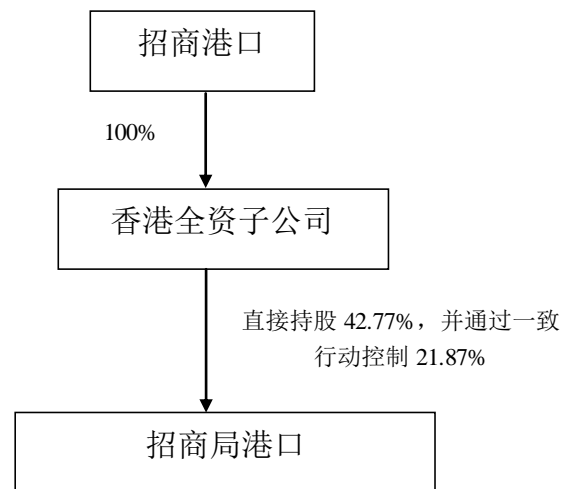 招商港口
100%
香港全资子公司
直接持股 42.77%，并通过一致
行动控制 21.87%
招商局港口